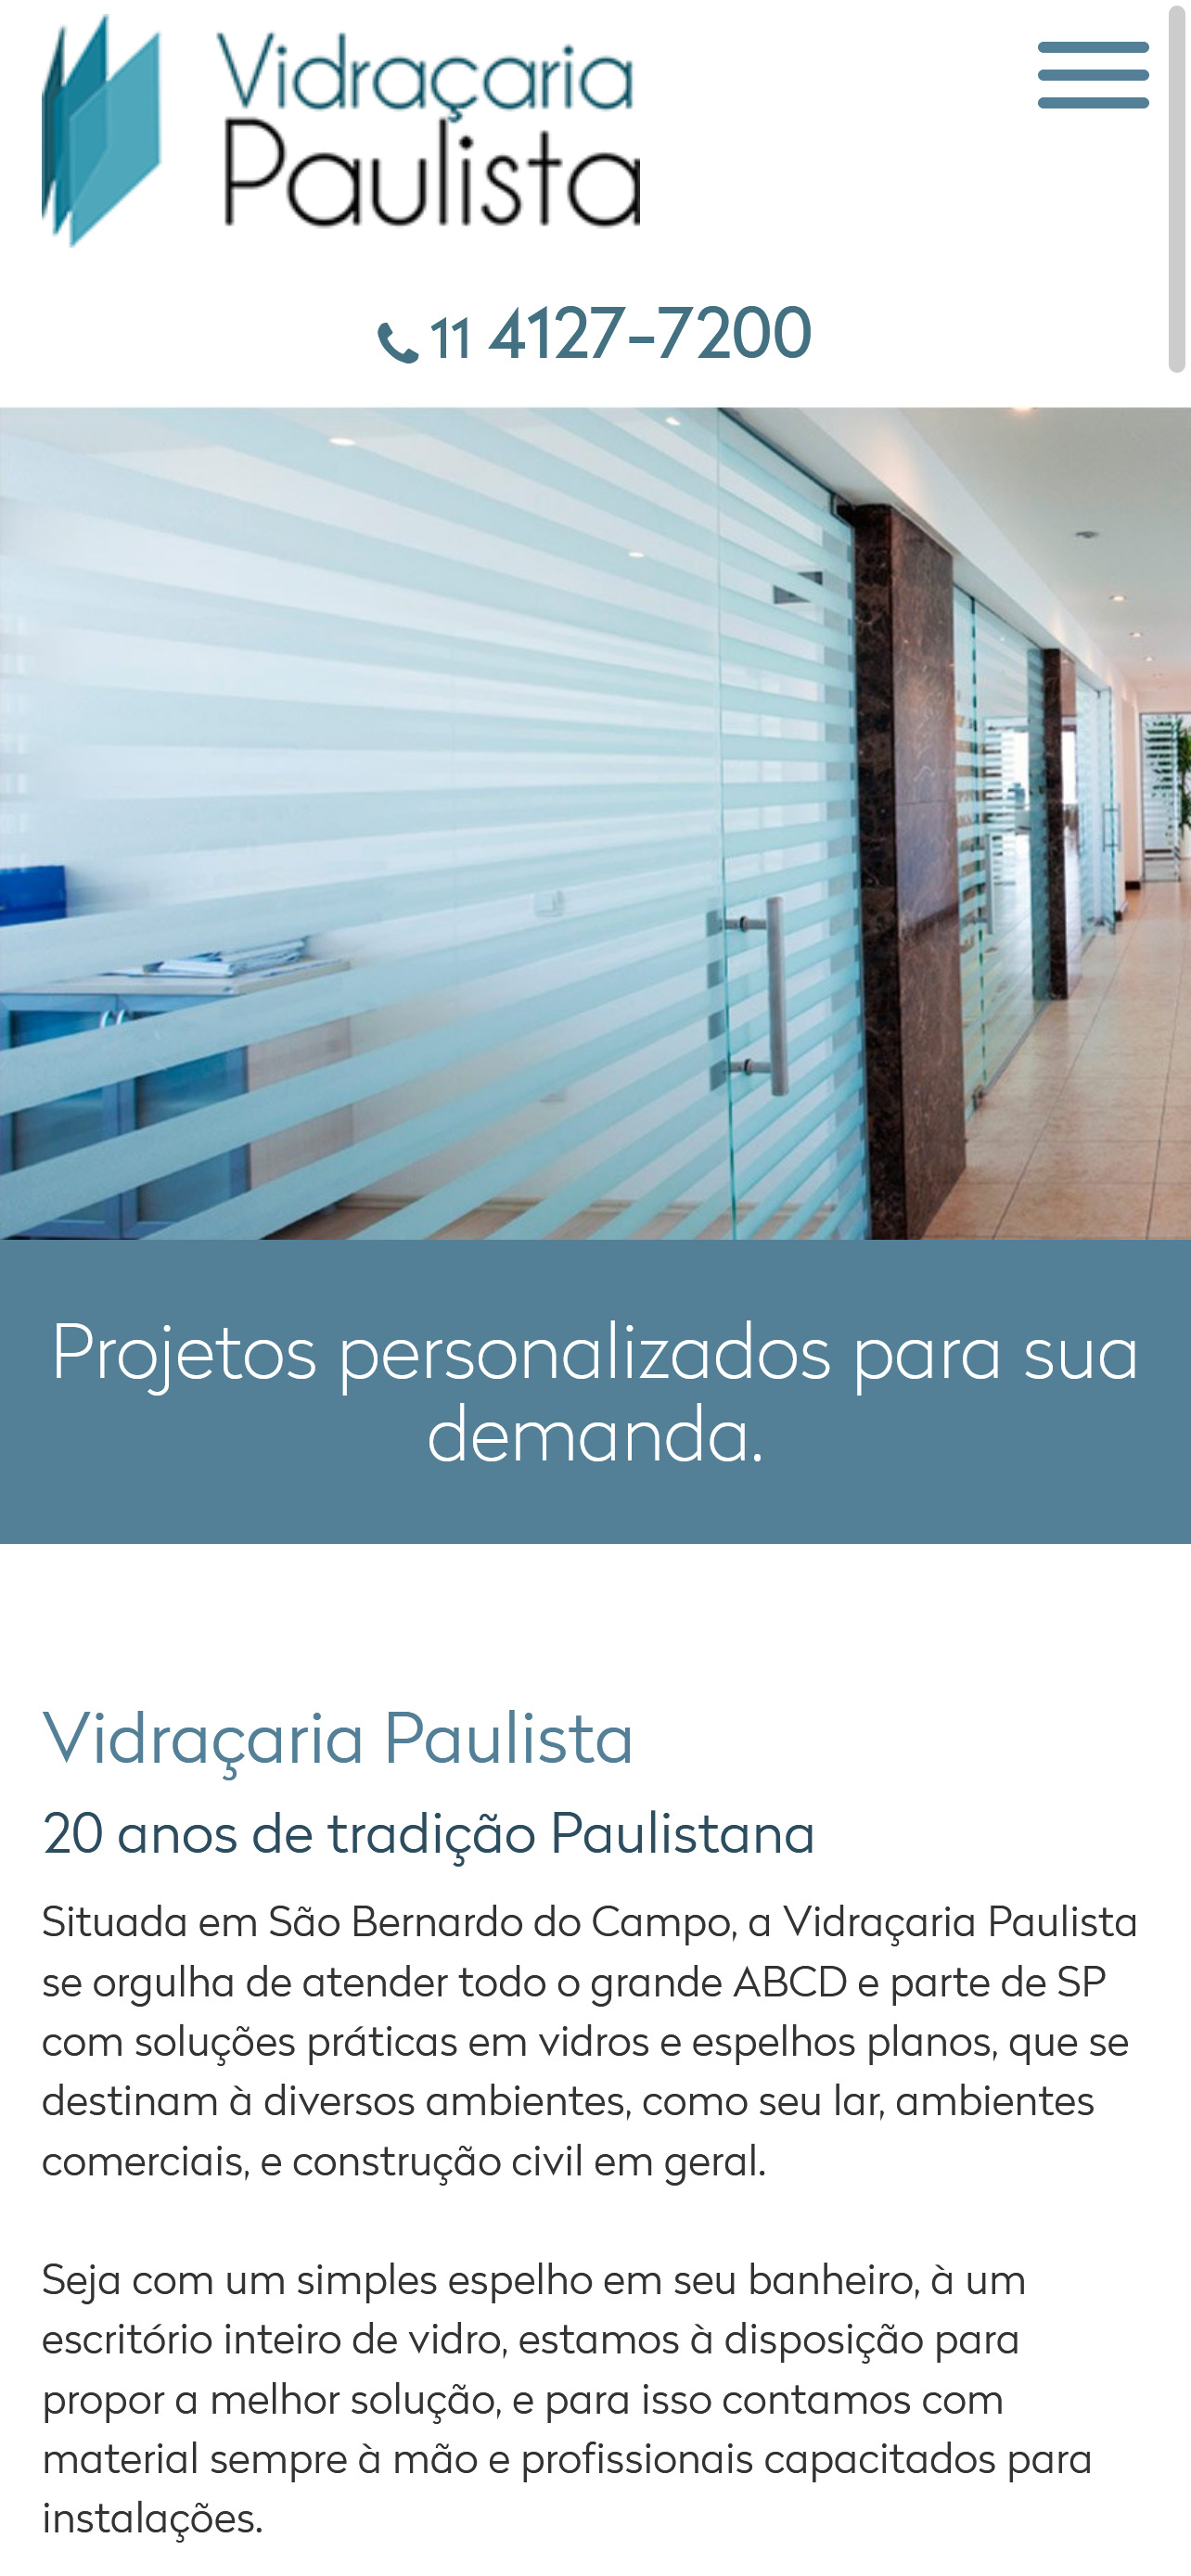 Vidraçaria
Paulista
11 4127-7200
Projetos personalizados para sua
demanda.
Vidraçaria Paulista
20 anos de tradição Paulistana
Situada em São Bernardo do Campo, a Vidraçaria Paulista
se orgulha de atender todo o grande ABCD e parte de SP
com soluções práticas em vidros e espelhos planos, que se
destinam à diversos ambientes, como seu lar, ambientes
comerciais, e construção civil em geral.
Seja com um simples espelho em seu banheiro, à um
escritório inteiro de vidro, estamos à disposição para
propor a melhor solução, e para isso contamos com
material sempre à mão e profissionais capacitados para
instalações.